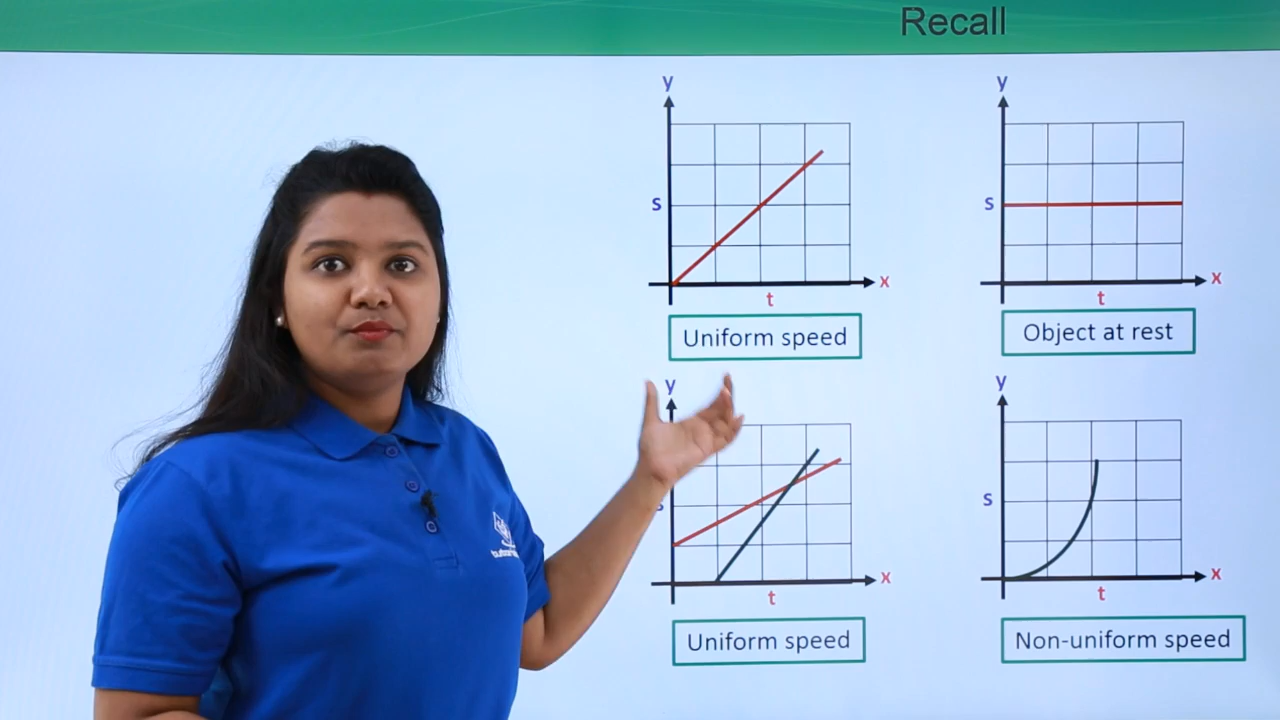 Recall
y
s
x
t
Uniform speed
y
s
x
t
Object at rest
y
s
x
t
Uniform speed
y
s
x
t
Non-uniform speed